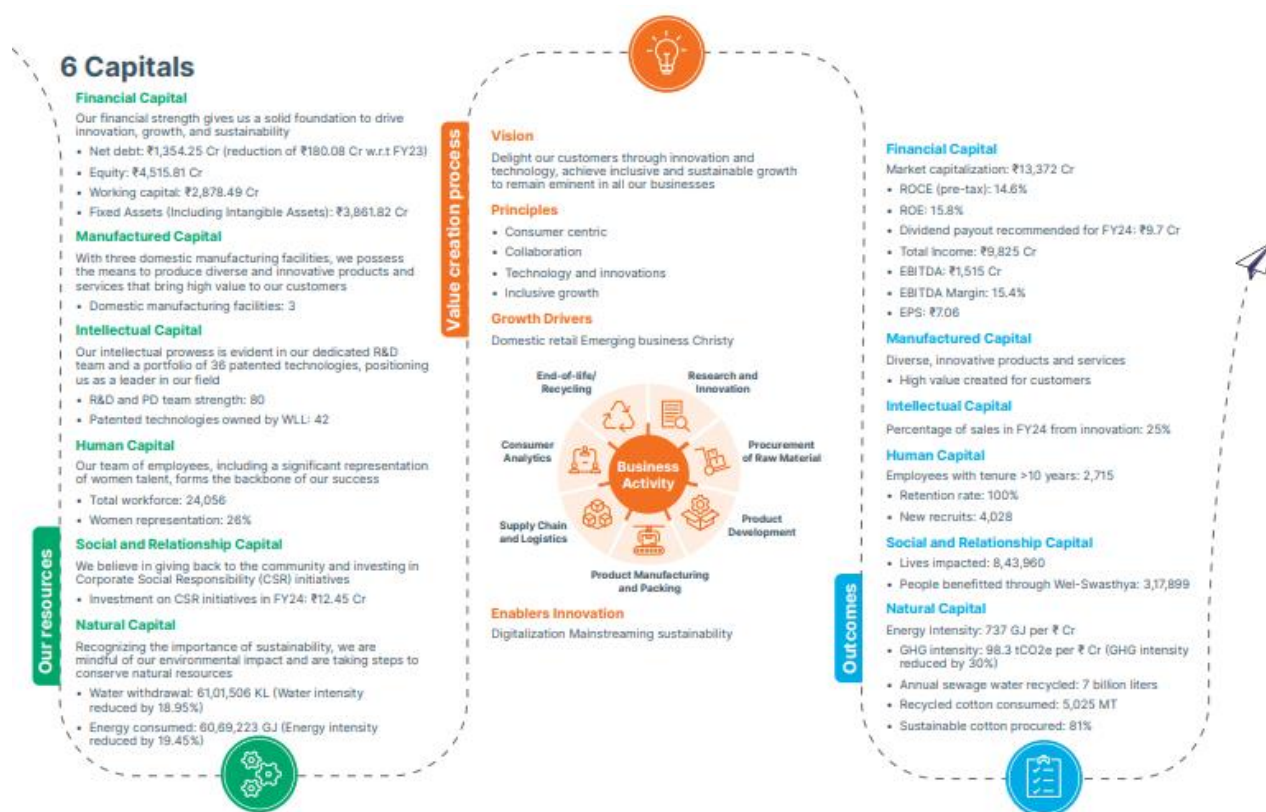 6 Capitals
Financial Capital
Our financial strength gives us a solid foundation to drive
innovation, growth, and sustainability
• Net debt: ₹1,354.25 Cr (reduction of ₹180.08 Cr w.r.t FY23)
• Equity: ₹4,515.81 Cr
• Working capital: ₹2,878.49 Cr
• Fixed Assets (Including Intangible Assets): ₹3,861.82 Cr
Manufactured Capital
With three domestic manufacturing facilities, we possess
the means to produce diverse and innovative products and
services that bring high value to our customers
• Domestic manufacturing facilities: 3
Intellectual Capital
Our intellectual prowess is evident in our dedicated R&D
team and a portfolio of 36 patented technologies, positioning
us as a leader in our field
• R&D and PD team strength: 80
• Patented technologies owned by WLL: 42
Human Capital
Our team of employees, including a significant representation
of women talent, forms the backbone of our success
• Total workforce: 24,056
• Women representation: 26%
Social and Relationship Capital
We believe in giving back to the community and investing in
Corporate Social Responsibility (CSR) initiatives
• Investment on CSR initiatives in FY24: ₹12.45 Cr
Natural Capital
Recognizing the importance of sustainability, we are
mindful of our environmental impact and are taking steps to
conserve natural resources
• Water withdrawal: 61,01,506 KL (Water intensity
reduced by 18.95%)
• Energy consumed: 60,69,223 GJ (Energy intensity
reduced by 19.45%)
Our resources
Value creation process
Vision
Delight our customers through innovation and
technology, achieve inclusive and sustainable growth
to remain eminent in all our businesses
Principles
• Consumer centric
• Collaboration
• Technology and innovations
• Inclusive growth
Growth Drivers
Domestic retail Emerging business Christy
End-of-life/
Recycling
Research and
Innovation
Consumer
Analytics
Procurement
of Raw Material
Business
Activity
Supply Chain
and Logistics
Product
Development
Product Manufacturing
and Packing
Enablers Innovation
Digitalization Mainstreaming sustainability
Outcomes
Financial Capital
Market capitalization: ₹13,372 Cr
• ROCE (pre-tax): 14.6%
• ROE: 15.8%
• Dividend payout recommended for FY24: ₹9.7 Cr
• Total Income: ₹9,825 Cr
• EBITDA: ₹1,515 Cr
• EBITDA Margin: 15.4%
• EPS: ₹7.06
Manufactured Capital
Diverse, innovative products and services
• High value created for customers
Intellectual Capital
Percentage of sales in FY24 from innovation: 25%
Human Capital
Employees with tenure >10 years: 2,715
• Retention rate: 100%
• New recruits: 4,028
Social and Relationship Capital
• Lives impacted: 8,43,960
• People benefitted through Wel-Swasthya: 3,17,899
Natural Capital
Energy Intensity: 737 GJ per ₹ Cr
• GHG intensity: 98.3 tCO2e per ₹ Cr (GHG intensity
reduced by 30%)
• Annual sewage water recycled: 7 billion liters
• Recycled cotton consumed: 5,025 MT
• Sustainable cotton procured: 81%